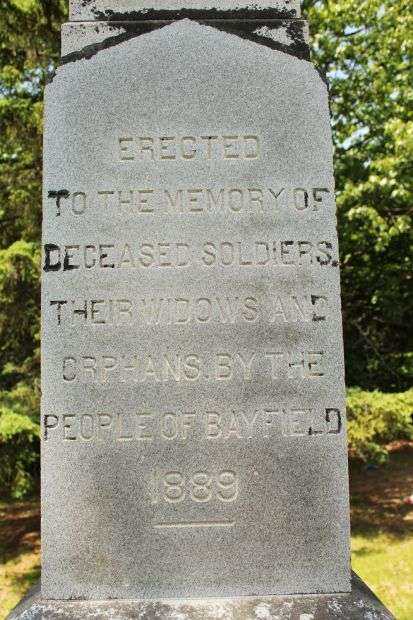 ERECTED
TO THE MEMORY OF
DECEASED SOLDIERS.
THEIR WIDOWS AND
ORPHANS. BY THE
PEOPLE OF BAYFIELD
1889